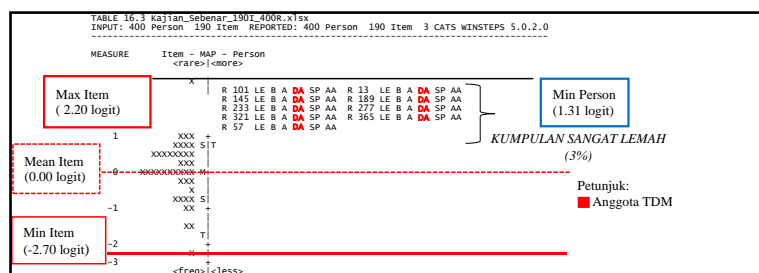 TABLE 16.3 Kajian_Sebenar_190I_400R.xlsx
INPUT: 400 Person 190 Item REPORTED: 400 Person 190 Item 3 CATS WINSTEPS 5.0.2.0
MEASURE Item - MAP - Person
<rare>|<more>
x |
Max Item
( 2.20 logit)
R 101 LE B A DA SP AA R 13 LE B A DA SP AA
R 145 LE B A DA SP AA R 189 LE B A DA SP AA
R 233 LE B A DA SP AA R 277 LE B A DA SP AA
R 321 LE B A DA SP AA R 365 LE B A DA SP AA
R 57 LE B A DA SP AA
Min Person
(1.31 logit)
KUMPULAN SANGAT LEMAH
(3%)
1 XXX +
XXXX S|T
XXXXXXXX |
XXX |
Mean Item
(0.00 logit)
0 XXXXXXXXXX M+
XXX |
X |
XXXX S|
-1 XX +
Petunjuk:
Anggota TDM
XX |
T|
Min Item
(-2.70 logit)
-2 +
X |
-3 +
<freq>|<less>